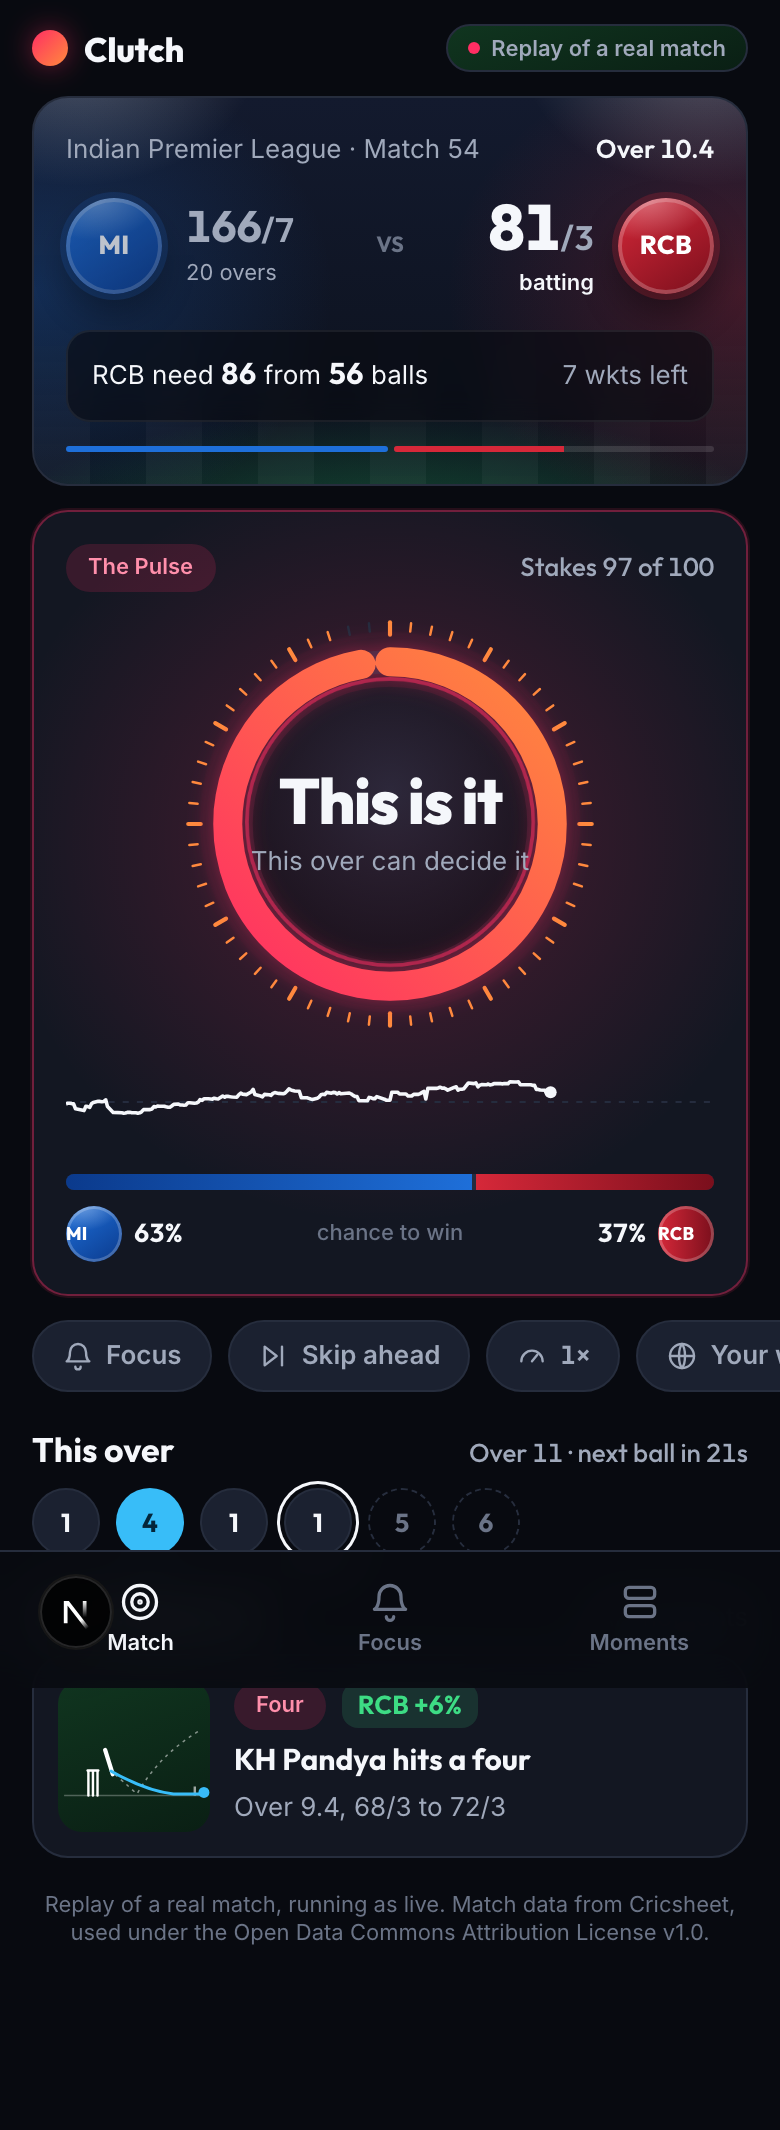 Clutch
Replay of a real match
Indian Premier League · Match 54
Over 10.4
MI
166/7
20 overs
VS
81/3
batting
RCB
RCB need 86 from 56 balls
7 wkts left
The Pulse
Stakes 97 of 100
This is it
This over can decide it
MI
63%
chance to win
37%
RCB
Focus
Skip ahead
1×
Your
This over
Over 11 · next ball in 21s
1
4
1
1
5
6
N
Match
Focus
Moments
Four
RCB +6%
KH Pandya hits a four
Over 9.4, 68/3 to 72/3
Replay of a real match, running as live. Match data from Cricsheet,
used under the Open Data Commons Attribution License v1.0.